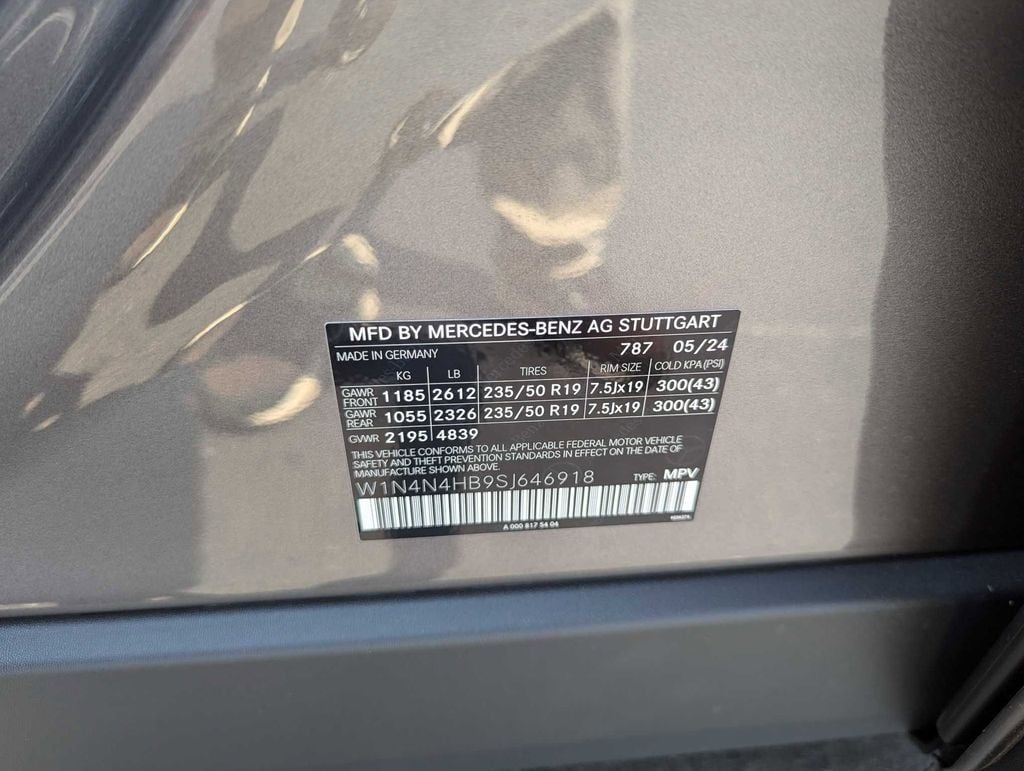 MFD BY MERCEDES-BENZ AG STUTTGART
MADE IN GERMANY 787 05/24
KG LB TIRES RIM SIZE COLD KPA (PSI)
GAWR FRONT 1185 2612 235/50 R19 7.5Jx19 300(43)
GAWR REAR 1055 2326 235/50 R19 7.5Jx19 300(43)
GVWR 2195 4839
THIS VEHICLE CONFORMS TO ALL APPLICABLE FEDERAL MOTOR VEHICLE
SAFETY AND THEFT PREVENTION STANDARDS IN EFFECT ON THE DATE OF
MANUFACTURE SHOWN ABOVE.
W1N4N4HB9SJ646918 TYPE: MPV
A 000 817 54 04